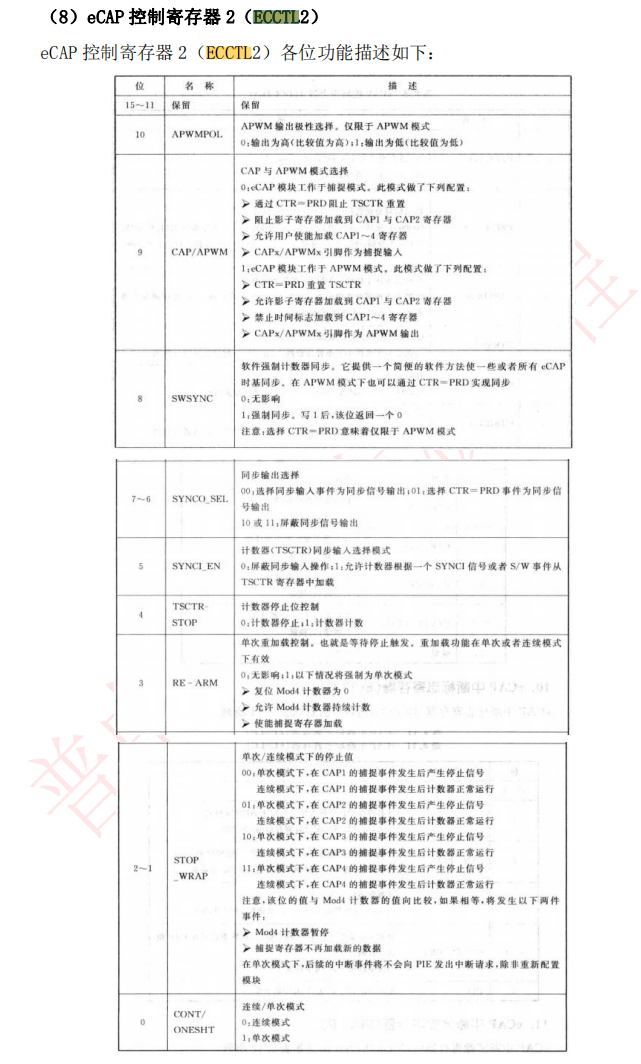 （8）eCAP 控制寄存器 2（ECCTL2）
eCAP 控制寄存器 2（ECCTL2）各位功能描述如下：
位 名 称 描 述
15～11 保留 保留
10 APWMPOL APWM 输出极性选择。仅限于 APWM 模式
0:输出为高(比较值为高);1:输出为低(比较值为低)
9 CAP/APWM CAP 与 APWM 模式选择
0:eCAP 模块工作于捕捉模式。此模式做了下列配置:
➢ 通过 CTR=PRD 阻止 TSCTR 重置
➢ 阻止影子寄存器加载到 CAP1 与 CAP2 寄存器
➢ 允许用户使能加载 CAP1～4 寄存器
➢ CAPx/APWMx 引脚作为捕捉输入
1:eCAP 模块工作于 APWM 模式。此模式做了下列配置:
➢ CTR=PRD 重置 TSCTR
➢ 允许影子寄存器加载到 CAP1 与 CAP2 寄存器
➢ 禁止时间标志加载到 CAP1～4 寄存器
➢ CAPx/APWMx 引脚作为 APWM 输出
8 SWSYNC 软件强制计数器同步。它提供一个简便的软件方法使一些或者所有 eCAP
时基同步。在 APWM 模式下也可以通过 CTR=PRD 实现同步
0:无影响
1:强制同步。写 1 后,该位返回一个 0
注意:选择 CTR=PRD 意味着仅限于 APWM 模式
7～6 SYNCO_SEL 同步输出选择
00:选择同步输入事件为同步信号输出;01:选择 CTR=PRD 事件为同步信
号输出
10 或 11:屏蔽同步信号输出
5 SYNCI_EN 计数器(TSCTR)同步输入选择模式
0:屏蔽同步输入操作;1:允许计数器根据一个 SYNCI 信号或者 S/W 事件从
TSCTR 寄存器中加载
4 TSCTR-
STOP 计数器停止位控制
0:计数器停止;1:计数器计数
3 RE-ARM 单次重加载控制。也就是等待停止触发。重加载功能在单次或者连续模式
下有效
0:无影响;1:以下情况将强制为单次模式
➢ 复位 Mod4 计数器为 0
➢ 允许 Mod4 计数器持续计数
➢ 使能捕捉寄存器加载
2～1 STOP
_WRAP 单次/连续模式下的停止值
00:单次模式下,在 CAP1 的捕捉事件发生后产生停止信号
连续模式下,在 CAP1 的捕捉事件发生后计数器正常运行
01:单次模式下,在 CAP2 的捕捉事件发生后产生停止信号
连续模式下,在 CAP2 的捕捉事件发生后计数器正常运行
10:单次模式下,在 CAP3 的捕捉事件发生后产生停止信号
连续模式下,在 CAP3 的捕捉事件发生后计数器正常运行
11:单次模式下,在 CAP4 的捕捉事件发生后产生停止信号
连续模式下,在 CAP4 的捕捉事件发生后计数器正常运行
注意,该位的值与 Mod4 计数器的值向比较,如果相等,将发生以下两件
事件:
➢ Mod4 计数器暂停
➢ 捕捉寄存器不再加载新的数据
在单次模式下,后续的中断事件将不会向 PIE 发出中断请求,除非重新配置
模块
0 CONT/
ONESHT 连续/单次模式
0:连续模式
1:单次模式